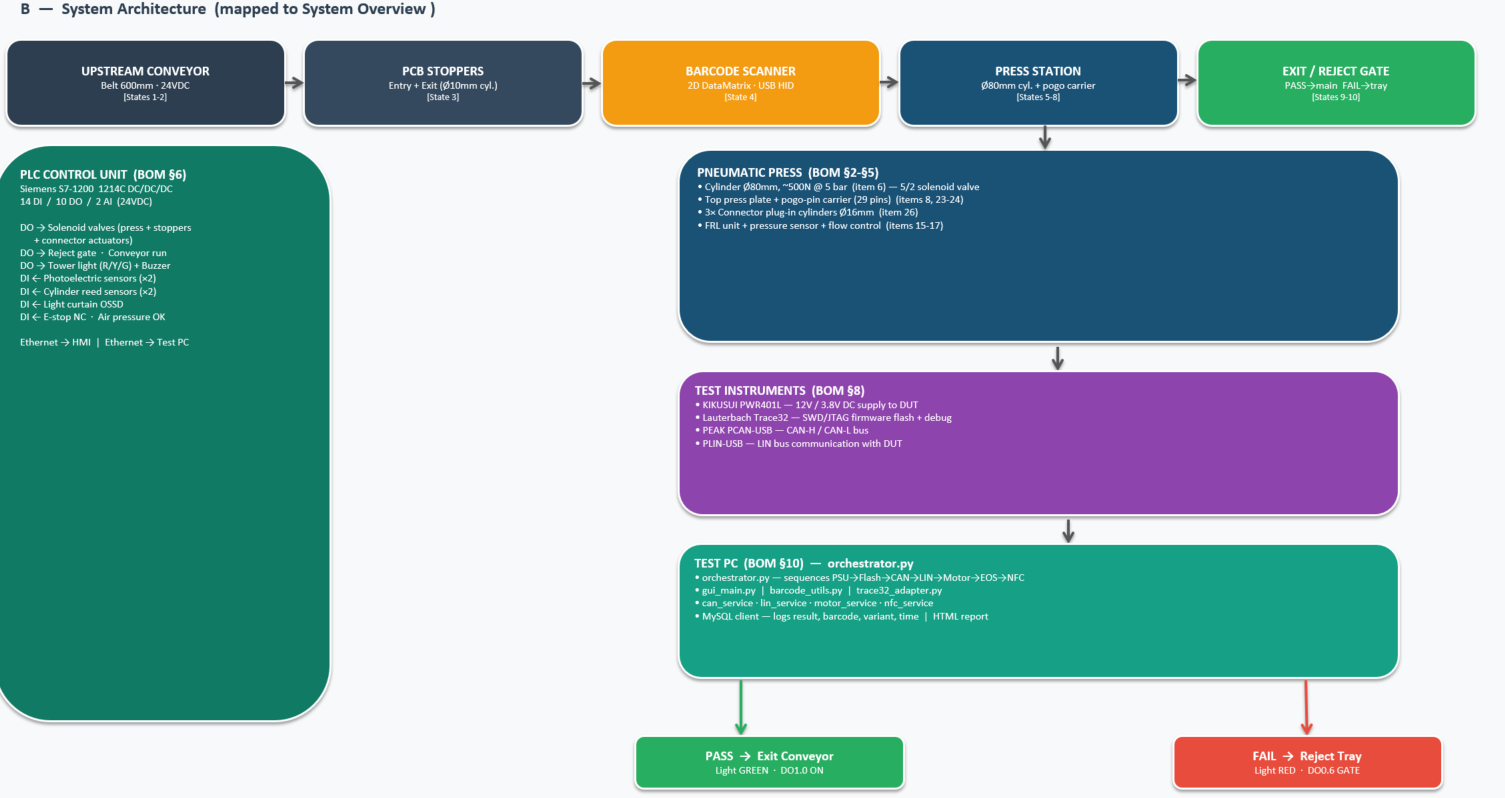 B — System Architecture (mapped to System Overview )
UPSTREAM CONVEYOR
Belt 600mm · 24VDC
[States 1-2]
PCB STOPPERS
Entry + Exit (Ø10mm cyl.)
[State 3]
BARCODE SCANNER
2D DataMatrix · USB HID
[State 4]
PRESS STATION
Ø80mm cyl. + pogo carrier
[States 5-8]
EXIT / REJECT GATE
PASS→main FAIL→tray
[States 9-10]
PLC CONTROL UNIT (BOM §6)
Siemens S7-1200 1214C DC/DC/DC
14 DI / 10 DO / 2 AI (24VDC)
DO → Solenoid valves (press + stoppers
+ connector actuators)
DO → Reject gate · Conveyor run
DO → Tower light (R/Y/G) + Buzzer
DI ← Photoelectric sensors (×2)
DI ← Cylinder reed sensors (×2)
DI ← Light curtain OSSD
DI ← E-stop NC · Air pressure OK
Ethernet → HMI | Ethernet → Test PC
PNEUMATIC PRESS (BOM §2-§5)
• Cylinder Ø80mm, ~500N @ 5 bar (item 6) — 5/2 solenoid valve
• Top press plate + pogo-pin carrier (29 pins) (items 8, 23-24)
• 3× Connector plug-in cylinders Ø16mm (item 26)
• FRL unit + pressure sensor + flow control (items 15-17)
TEST INSTRUMENTS (BOM §8)
• KIKUSUI PWR401L — 12V / 3.8V DC supply to DUT
• Lauterbach Trace32 — SWD/JTAG firmware flash + debug
• PEAK PCAN-USB — CAN-H / CAN-L bus
• PLIN-USB — LIN bus communication with DUT
TEST PC (BOM §10) — orchestrator.py
• orchestrator.py — sequences PSU→Flash→CAN→LIN→Motor→EOS→NFC
• gui_main.py | barcode_utils.py | trace32_adapter.py
• can_service · lin_service · motor_service · nfc_service
• MySQL client — logs result, barcode, variant, time | HTML report
PASS → Exit Conveyor
Light GREEN · DO1.0 ON
FAIL → Reject Tray
Light RED · DO0.6 GATE